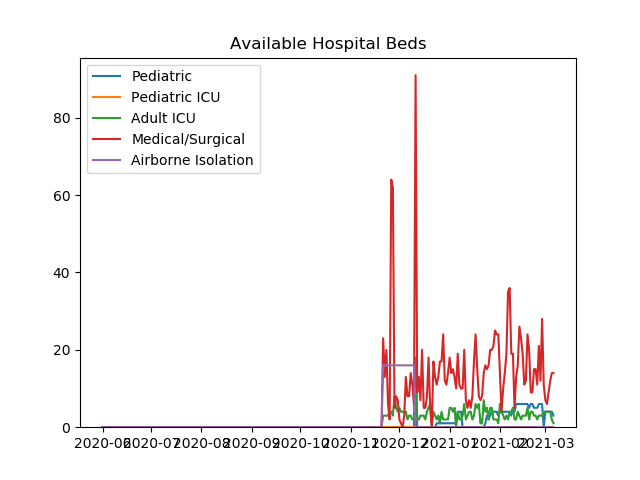 Available Hospital Beds
Pediatric
Pediatric ICU
Adult ICU
Medical/Surgical
Airborne Isolation
80
60
40
20
0
2020-06 2020-07 2020-08 2020-09 2020-10 2020-11 2020-12 2021-01 2021-02 2021-03